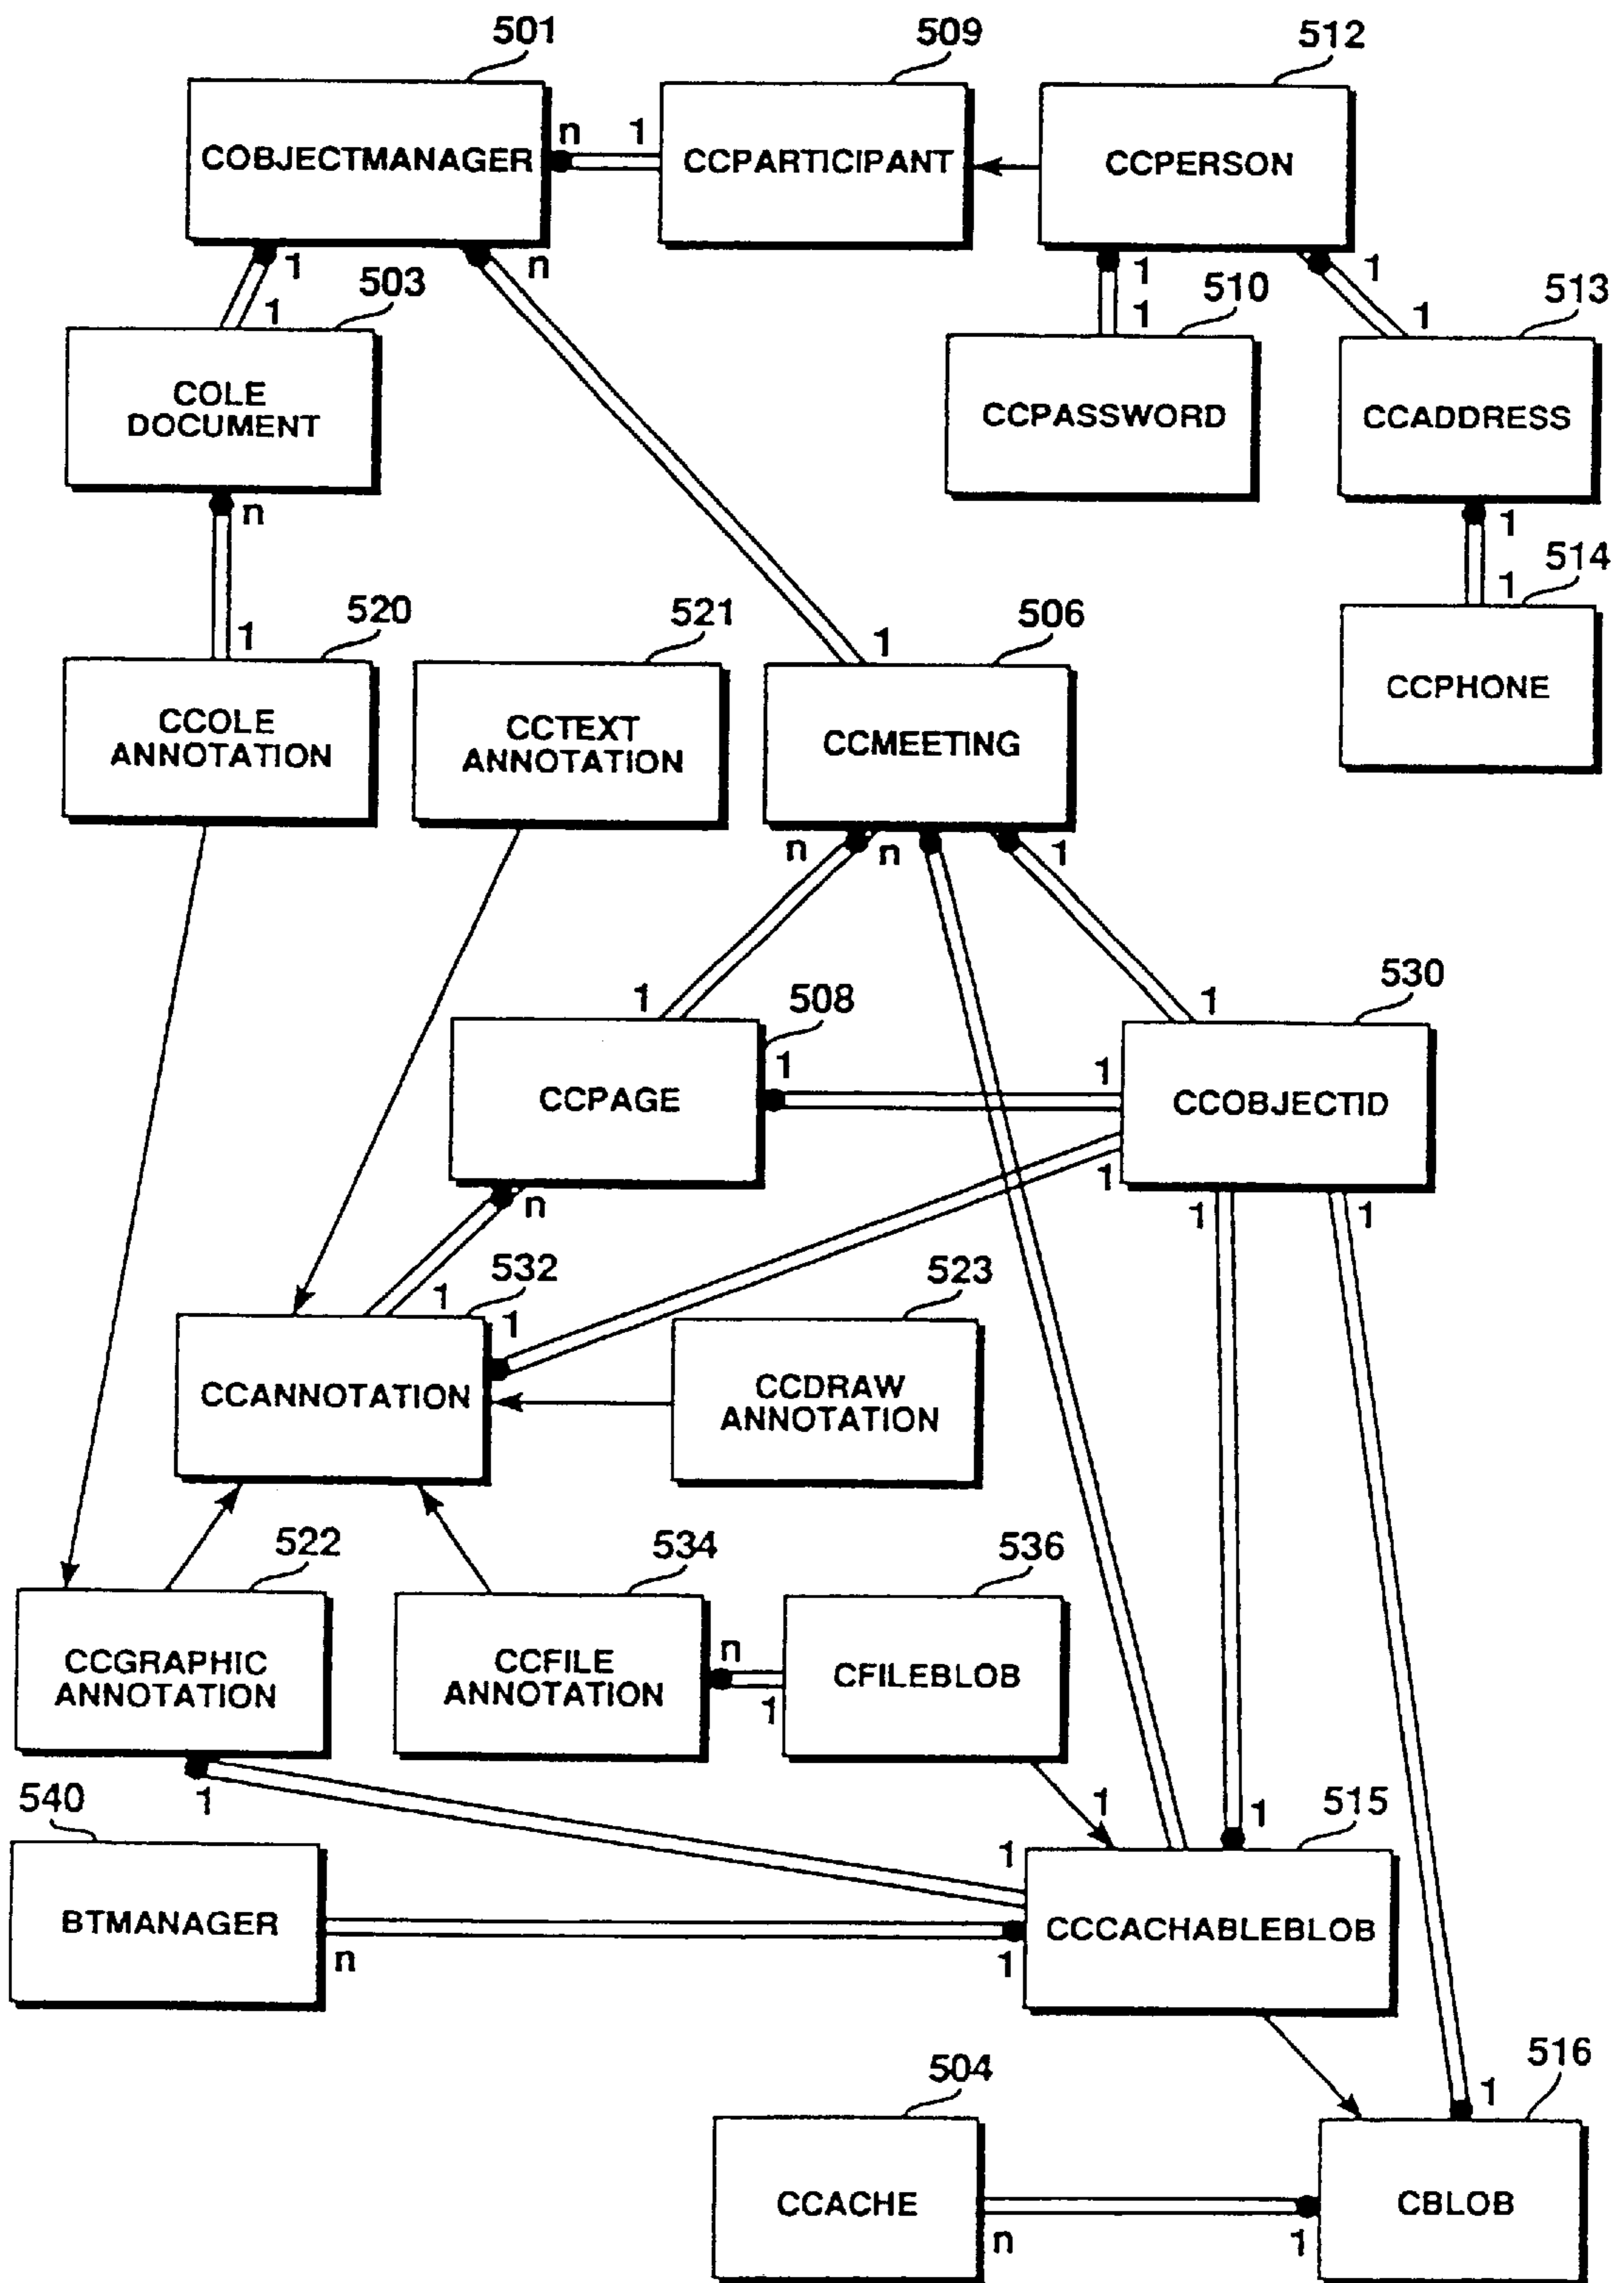 501
509
512
COBJECTMANAGER
n
1
CCPARTICIPANT
CCPERSON
1
n
503
1
1
510
1
513
1
1
1
COLE
DOCUMENT
CCPASSWORD
CCADDRESS
n
1
514
520
521
1
506
1
1
CCOLE
ANNOTATION
CCTEXT
ANNOTATION
CCMEETING
CCPHONE
n
n
1
530
1
508
1
1
1
CCPAGE
CCOBJECTID
1
n
1
1
532
523
1
1
CCANNOTATION
CCDRAW
ANNOTATION
522
534
536
CCGRAPHIC
ANNOTATION
CCFILE
ANNOTATION
n
1
CFILEBLOB
540
1
1
1
515
1
BTMANAGER
n
1
CCCACHABLEBLOB
504
516
1
CCACHE
n
1
CBLOB